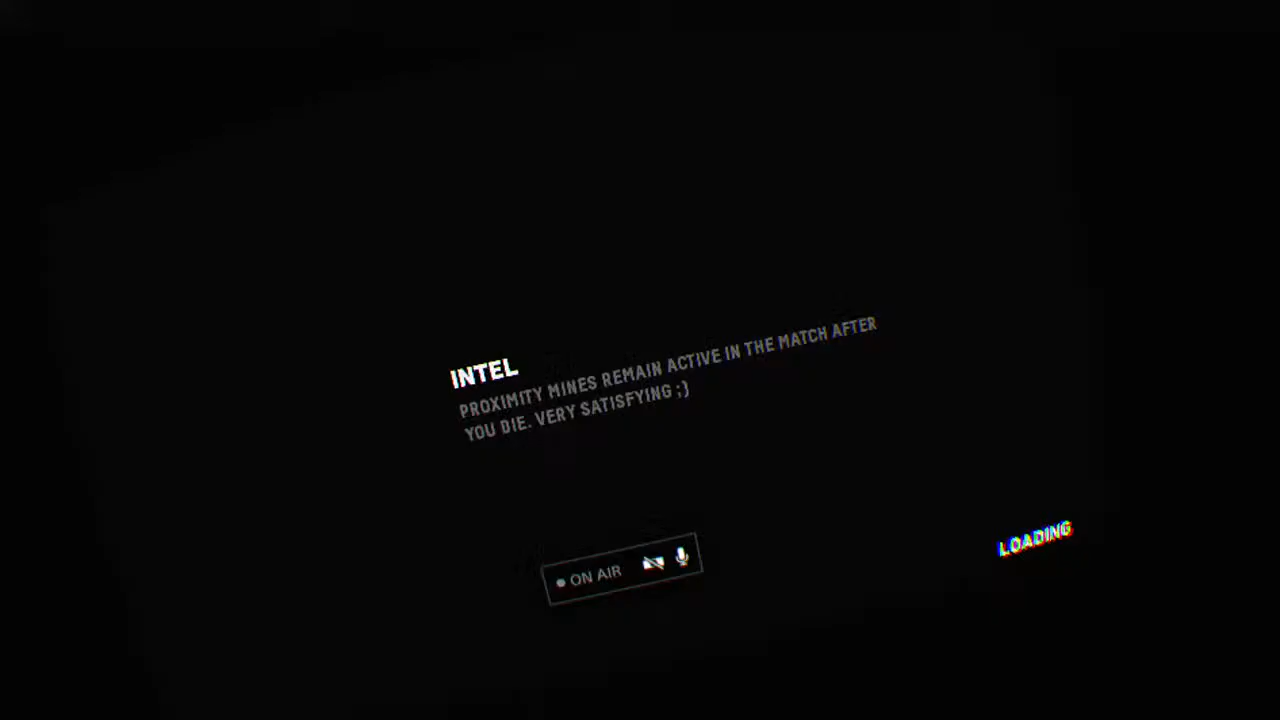 INTEL
PROXIMITY MINES REMAIN ACTIVE IN THE MATCH AFTER
YOU DIE. VERY SATISFYING ;)
ON AIR
LOADING